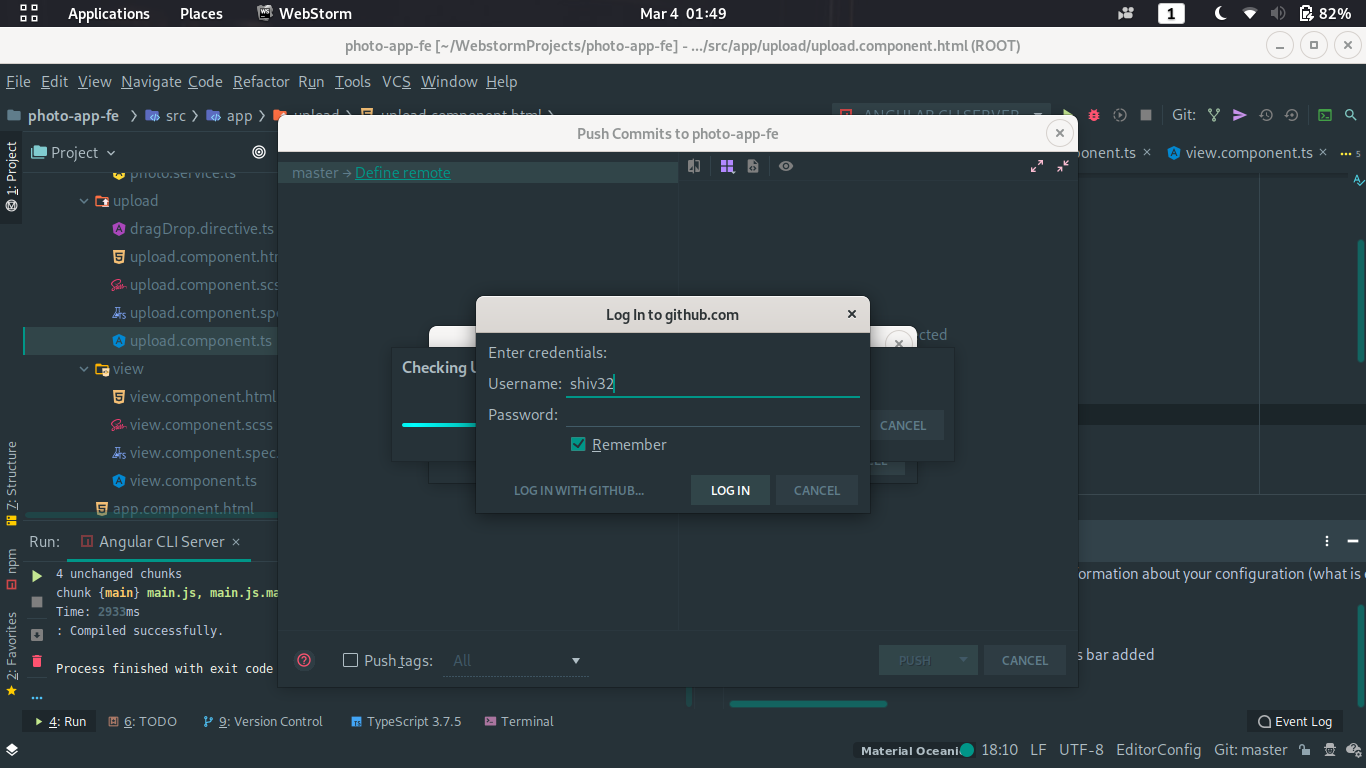 Applications Places WebStorm Mar 4 01:49 1 82%
photo-app-fe [~/WebstormProjects/photo-app-fe] - .../src/app/upload/upload.component.html (ROOT)
File Edit View Navigate Code Refactor Run Tools VCS Window Help
photo-app-fe src app upload upload.component.html ANGULAR CLI SERVER Git:
Push Commits to photo-app-fe
1: Project
Project
onent.ts × view.component.ts × 5
master → Define remote
photo.service.ts
upload
dragDrop.directive.ts
upload.component.htm
upload.component.scs
upload.component.spe
upload.component.ts
view
view.component.html
view.component.scss
view.component.spec.
view.component.ts
app.component.html
Log In to github.com
cted
Enter credentials:
Checking U
Username: shiv32
Password:
CANCEL
Remember
LOG IN WITH GITHUB... LOG IN CANCEL
7: Structure
npm
2: Favorites
Run: Angular CLI Server ×
4 unchanged chunks
chunk {main} main.js, main.js.ma
Time: 2933ms
: Compiled successfully.
Process finished with exit code
ormation about your configuration (what is
s bar added
Push tags: All PUSH CANCEL
4: Run 6: TODO 9: Version Control TypeScript 3.7.5 Terminal Event Log
Material Oceanic 18:10 LF UTF-8 EditorConfig Git: master